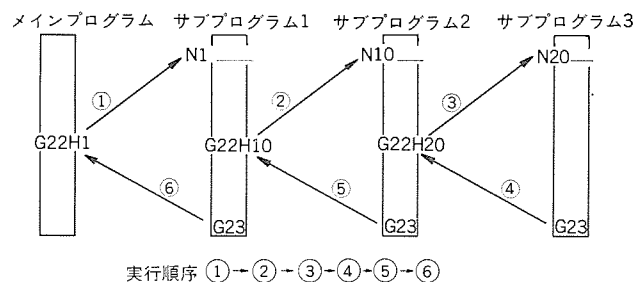 メインプログラム サブプログラム1 サブプログラム2 サブプログラム3
N1 N10 N20
① ② ③
G22H1 G22H10 G22H20
⑥ ⑤ ④
G23 G23 G23
実行順序 ①→②→③→④→⑤→⑥